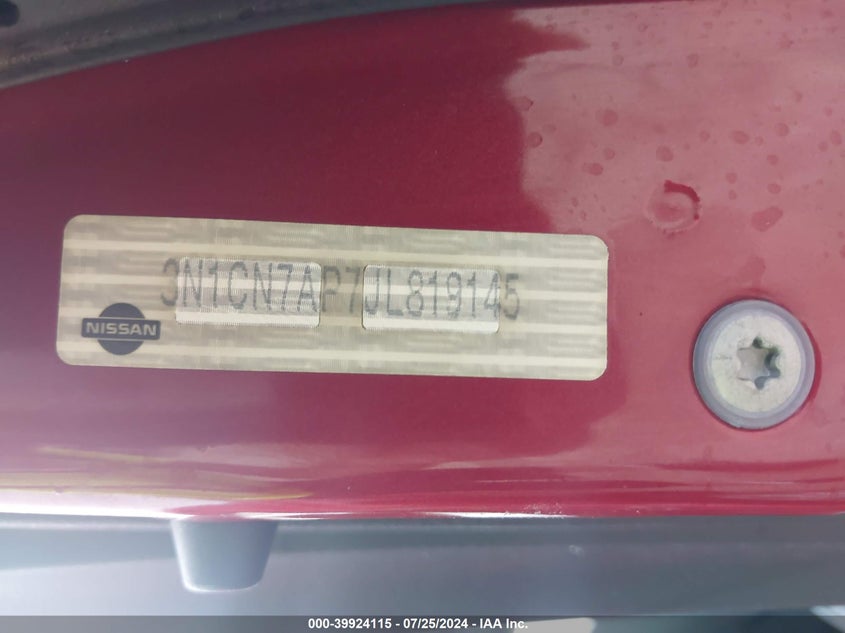 3N1CN7AP7JL819145
NISSAN
000-39924115 - 07/25/2024 - IAA Inc.